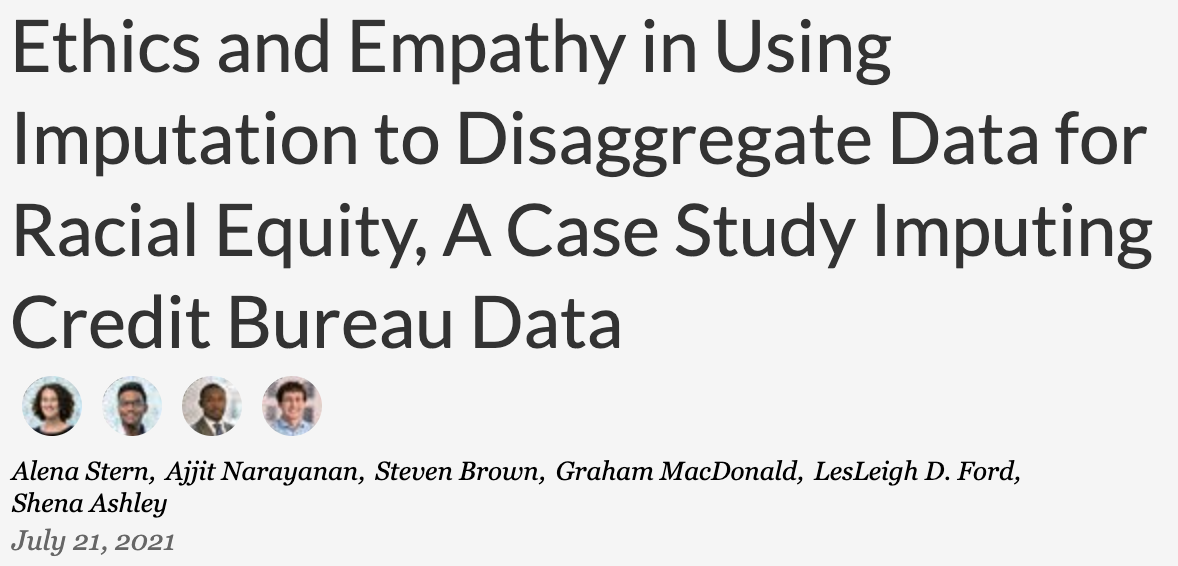 Ethics and Empathy in Using
Imputation to Disaggregate Data for
Racial Equity, A Case Study Imputing
Credit Bureau Data
Alena Stern, Ajjit Narayanan, Steven Brown, Graham MacDonald, LesLeigh D. Ford,
Shena Ashley
July 21, 2021